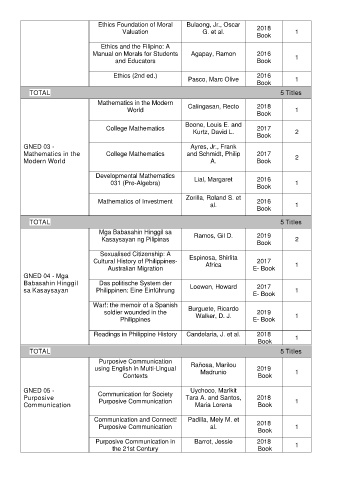 Ethics Foundation of Moral
Valuation
Bulaong, Jr., Oscar
G. et al.
2018
Book
1
Ethics and the Filipino: A
Manual on Morals for Students
and Educators
Agapay, Ramon
2016
Book
1
Ethics (2nd ed.)
Pasco, Marc Olive
2016
Book
1
TOTAL
5 Titles
GNED 03 -
Mathematics in the
Modern World
Mathematics in the Modern
World
Calingasan, Recto
2018
Book
1
College Mathematics
Boone, Louis E. and
Kurtz, David L.
2017
Book
2
College Mathematics
Ayres, Jr., Frank
and Schmidt, Philip
A.
2017
Book
2
Developmental Mathematics
031 (Pre-Algebra)
Lial, Margaret
2016
Book
1
Mathematics of Investment
Zorilla, Roland S. et
al.
2016
Book
1
TOTAL
5 Titles
GNED 04 - Mga
Babasahin Hinggil
sa Kasaysayan
Mga Babasahin Hinggil sa
Kasaysayan ng Pilipinas
Ramos, Gil D.
2019
Book
2
Sexualised Citizenship: A
Cultural History of Philippines-
Australian Migration
Espinosa, Shirlita
Africa
2017
E- Book
1
Das politische System der
Philippinen: Eine Einführung
Loewen, Howard
2017
E- Book
1
War!: the memoir of a Spanish
soldier wounded in the
Philippines
Burguete, Ricardo
Walker, D. J.
2019
E- Book
1
Readings in Philippine History
Candelaria, J. et al.
2018
Book
1
TOTAL
5 Titles
GNED 05 -
Purposive
Communication
Purposive Communication
using English in Multi-Lingual
Contexts
Rañosa, Marilou
Madrunio
2019
Book
1
Communication for Society
Purposive Communication
Uychoco, Marikit
Tara A. and Santos,
Maria Lorena
2018
Book
1
Communication and Connect!
Purposive Communication
Padilla, Mely M. et
al.
2018
Book
1
Purposive Communication in
the 21st Century
Barrot, Jessie
2018
Book
1